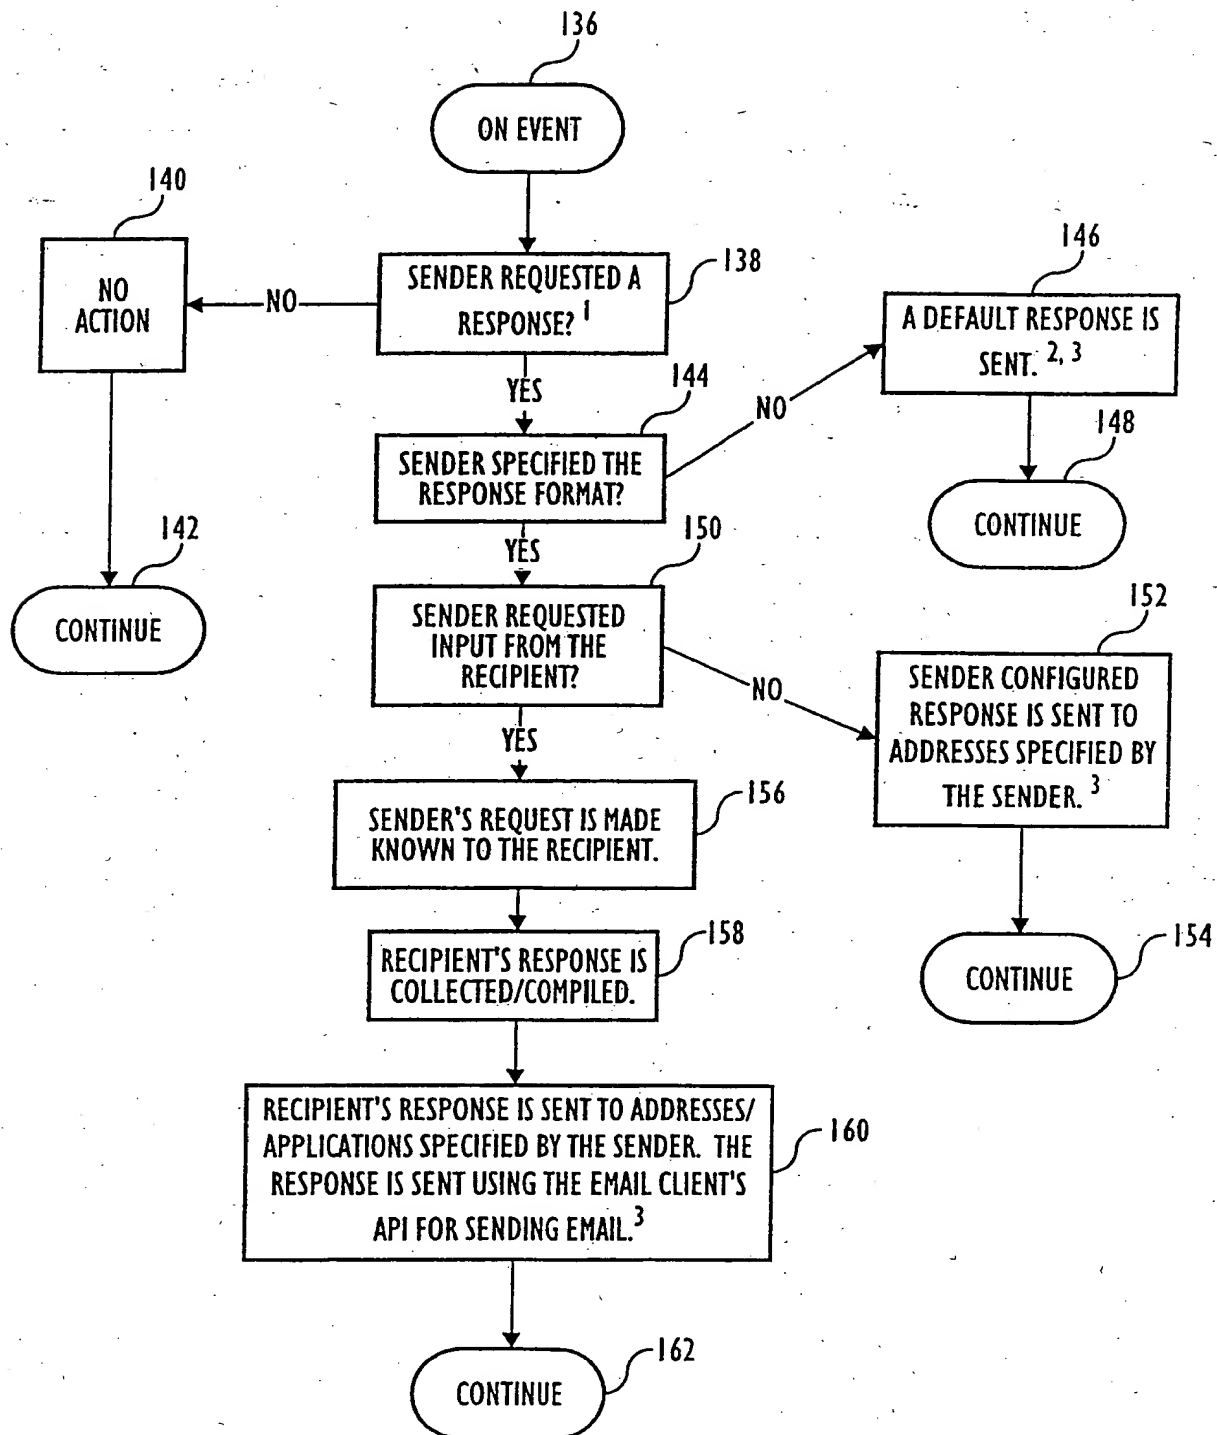 136
ON EVENT
140
NO
ACTION
NO
SENDER REQUESTED A
RESPONSE? 1
138
146
A DEFAULT RESPONSE IS
SENT. 2, 3
YES
144
NO
148
CONTINUE
SENDER SPECIFIED THE
RESPONSE FORMAT?
142
CONTINUE
YES
150
SENDER REQUESTED
INPUT FROM THE
RECIPIENT?
NO
152
SENDER CONFIGURED
RESPONSE IS SENT TO
ADDRESSES SPECIFIED BY
THE SENDER. 3
YES
156
SENDER'S REQUEST IS MADE
KNOWN TO THE RECIPIENT.
158
RECIPIENT'S RESPONSE IS
COLLECTED/COMPILED.
154
CONTINUE
RECIPIENT'S RESPONSE IS SENT TO ADDRESSES/
APPLICATIONS SPECIFIED BY THE SENDER. THE
RESPONSE IS SENT USING THE EMAIL CLIENT'S
API FOR SENDING EMAIL. 3
160
162
CONTINUE